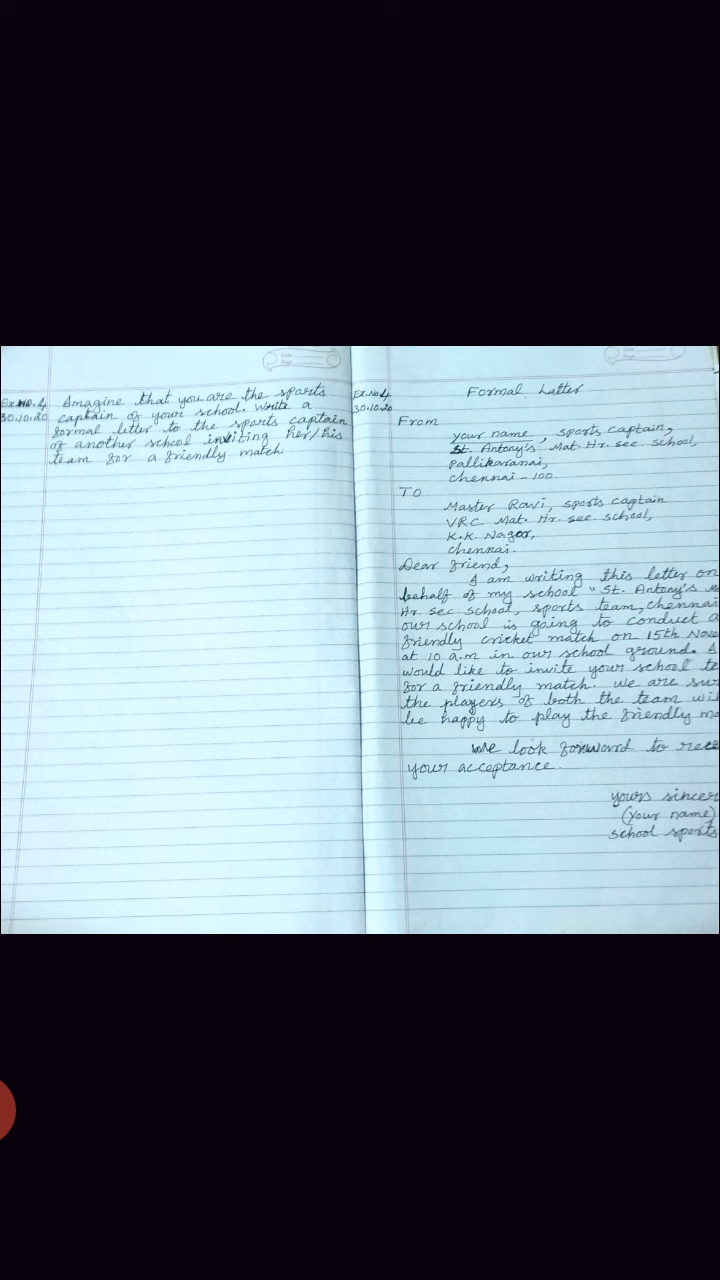 Ex.No.4 Imagine that you are the sports
30.10.20 captain of your school. Write a
formal letter to the sports captain
of another school inviting her/his
team for a friendly match
Ex.No 4 Formal Letter
30.10.20
From
your name, sports captain,
St. Antony's Mat. Hr. sec school,
Pallikaranai,
chennai - 100
TO
Master Ravi, sports captain
VRC Mat. Hr. sec school,
K.K. Nagar,
chennai.
Dear friend,
I am writing this letter on
behalf of my school "St. Antony's
Hr. sec school, sports team, chennai
our school is going to conduct a
friendly cricket match on 15th
at 10 a.m in our school ground. I
would like to invite your school
for a friendly match. we are
the players of both the team
be happy to play the friendly
We look forward to
your acceptance.
yours
(your name)
school sports